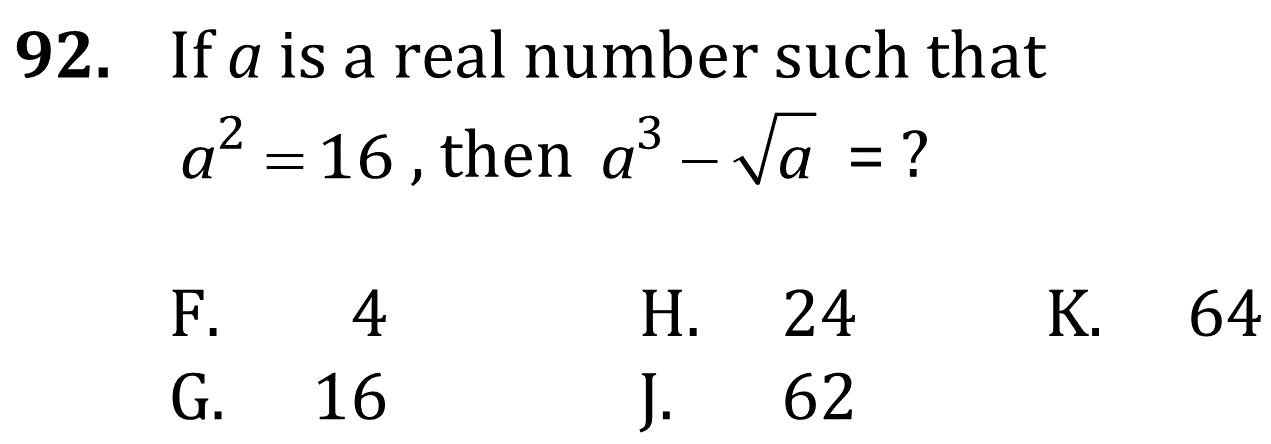 92. If a is a real number such that
a² = 16 , then a³ − √a = ?
F. 4 H. 24 K. 64
G. 16 J. 62